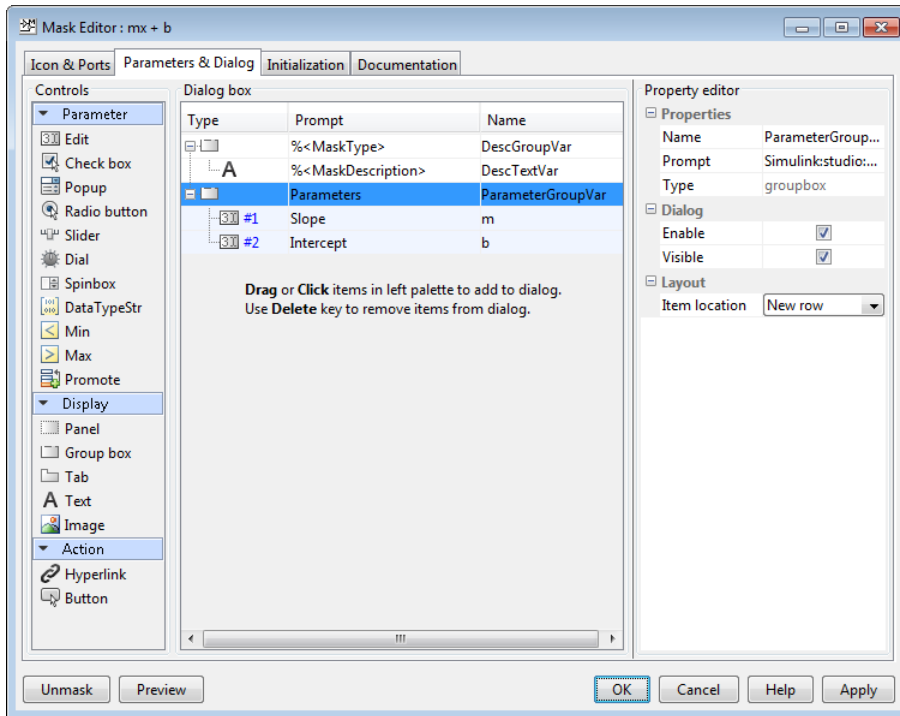 Mask Editor : mx + b
Icon & Ports Parameters & Dialog Initialization Documentation
Controls
Parameter
Edit
Check box
Popup
Radio button
Slider
Dial
Spinbox
DataTypeStr
Min
Max
Promote
Display
Panel
Group box
Tab
Text
Image
Action
Hyperlink
Button
Dialog box
Type Prompt Name
%<MaskType> DescGroupVar
A %<MaskDescription> DescTextVar
Parameters ParameterGroupVar
#1 Slope m
#2 Intercept b
Drag or Click items in left palette to add to dialog.
Use Delete key to remove items from dialog.
Property editor
Properties
Name ParameterGroup...
Prompt Simulink:studio:...
Type groupbox
Dialog
Enable
Visible
Layout
Item location New row
Unmask Preview OK Cancel Help Apply